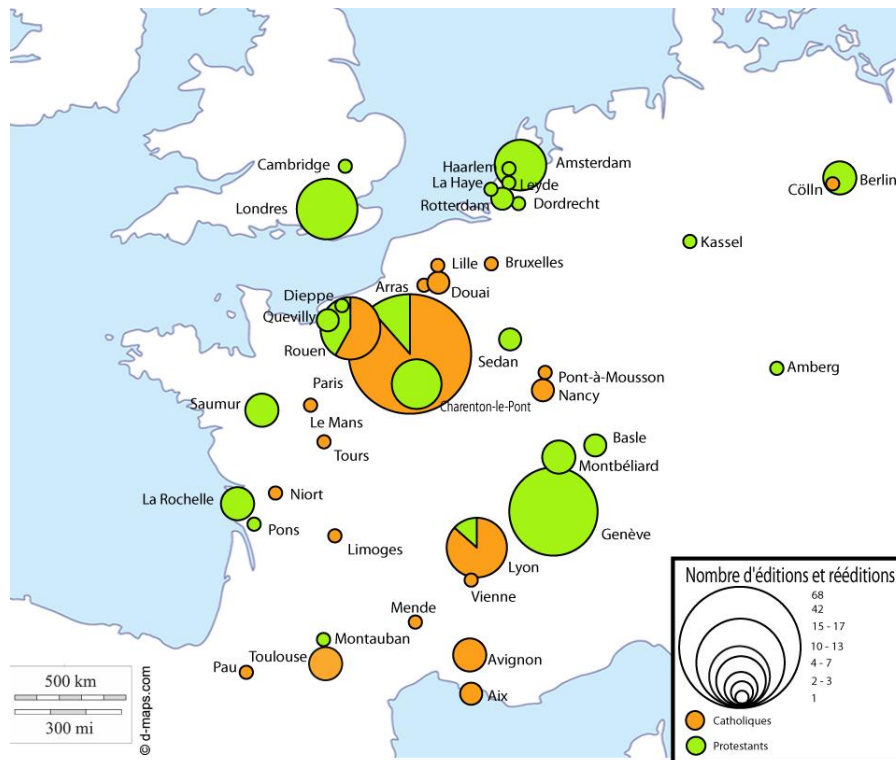 Cambridge
Londres
Haarlem
Amsterdam
La Haye
Leyde
Rotterdam
Dordrecht
Cölln
Berlin
Kassel
Lille
Bruxelles
Arras
Douai
Dieppe
Quevilly
Rouen
Sedan
Paris
Charenton-le-Pont
Pont-à-Mousson
Nancy
Amberg
Saumur
Le Mans
Tours
Basle
Montbéliard
La Rochelle
Niort
Pons
Limoges
Genève
Lyon
Vienne
Mende
Montauban
Toulouse
Pau
Avignon
Aix
500 km
300 mi
© d-maps.com
Nombre d'éditions et rééditions
68
42
15 - 17
10 - 13
4 - 7
2 - 3
1
Catholiques
Protestants